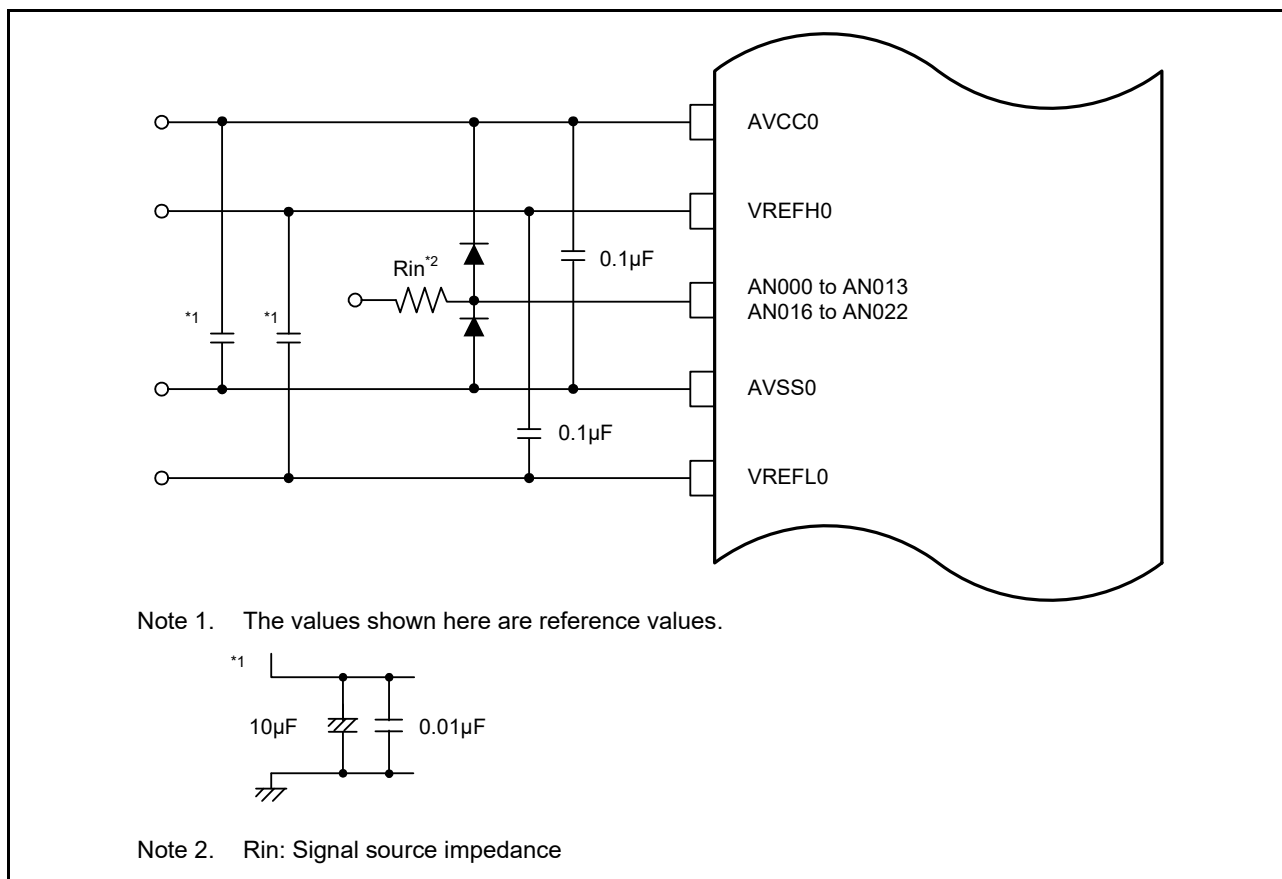 AVCC0
VREFH0
0.1μF
Rin*2
AN000 to AN013
AN016 to AN022
*1
*1
AVSS0
0.1μF
VREFL0
Note 1. The values shown here are reference values.
*1
10μF
0.01μF
Note 2. Rin: Signal source impedance